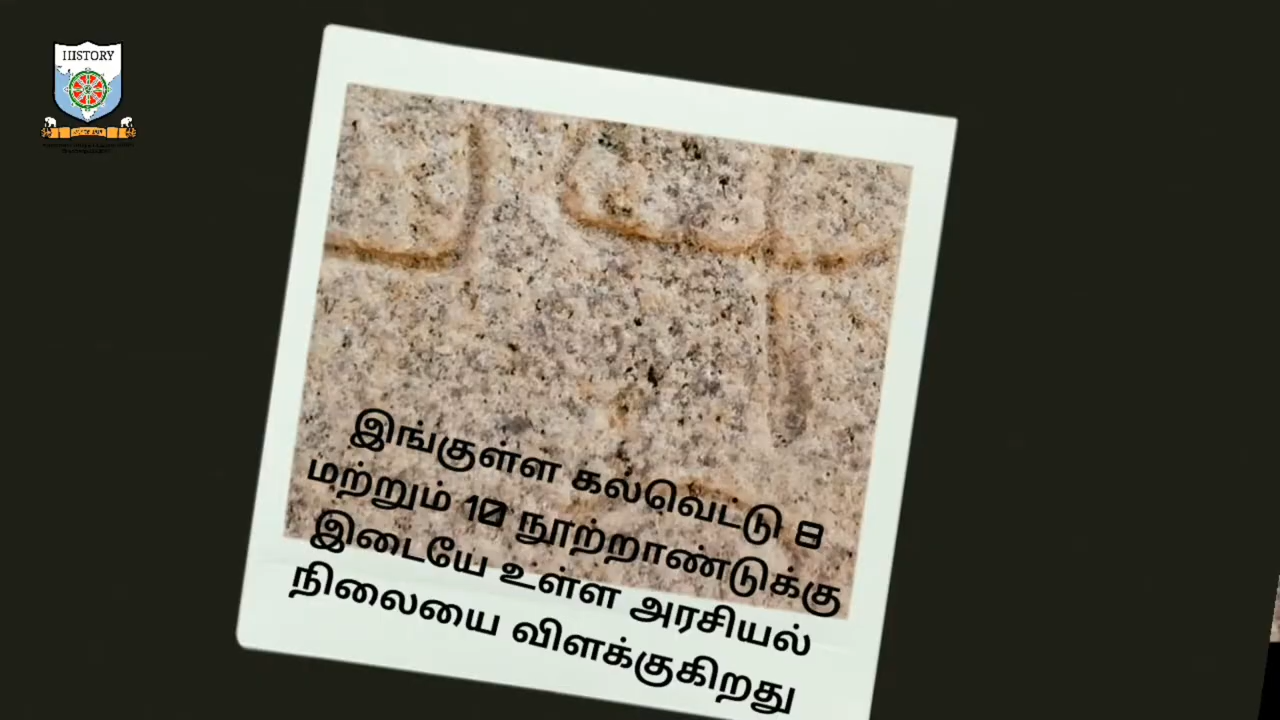 HISTORY
இங்குள்ள கல்வெட்டு 8
மற்றும் 10 நூற்றாண்டுக்கு
இடையே உள்ள அரசியல்
நிலையை விளக்குகிறது